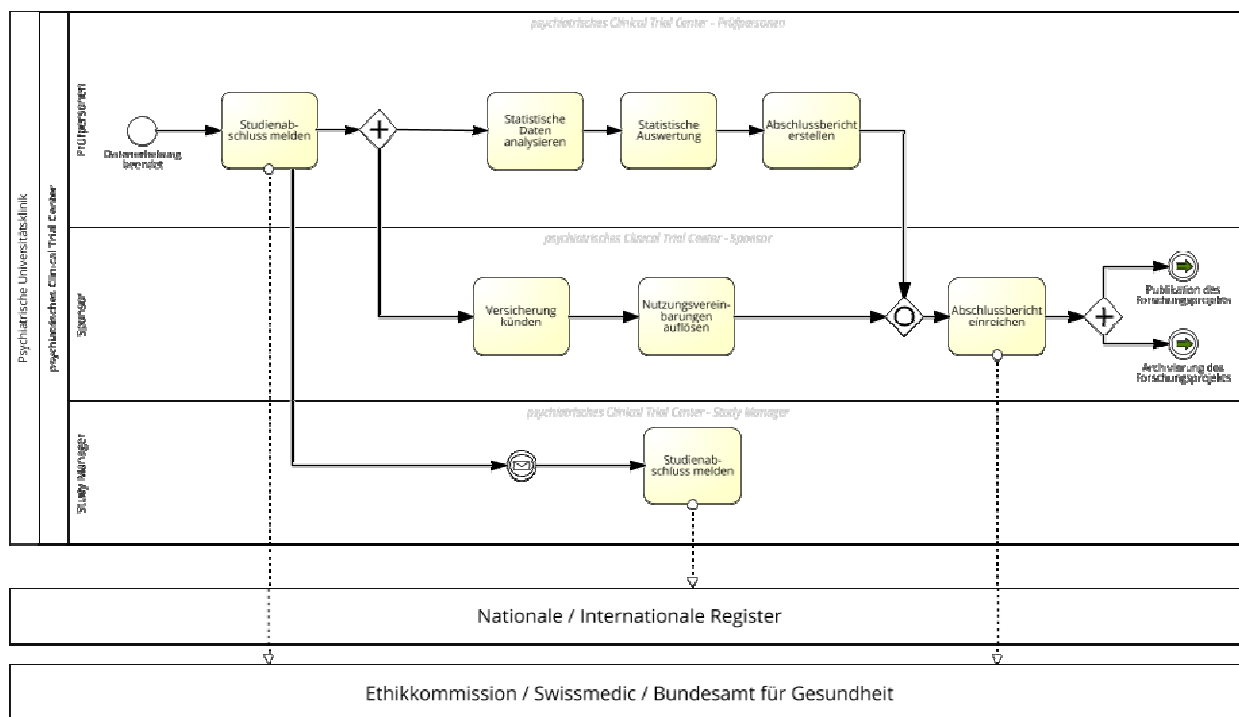 psychiatrisches Clinical Trial Center - Prüfpersonen
Psychiatrische Universitätsklinik
psychiatrisches Clinical Trial Center
Prüfpersonen
Datenerhebung
beendet
Studienab-
schluss melden
Statistische
Daten
analysieren
Statistische
Auswertung
Abschlussbericht
erstellen
psychiatrisches Clinical Trial Center - Sponsor
Sponsor
Versicherung
künden
Nutzungsverein-
barungen
auflösen
Abschlussbericht
einreichen
Publikation des
Forschungsprojekts
Archivierung des
Forschungsprojekts
psychiatrisches Clinical Trial Center - Study Manager
Study Manager
Studienab-
schluss melden
Nationale / Internationale Register
Ethikkommission / Swissmedic / Bundesamt für Gesundheit